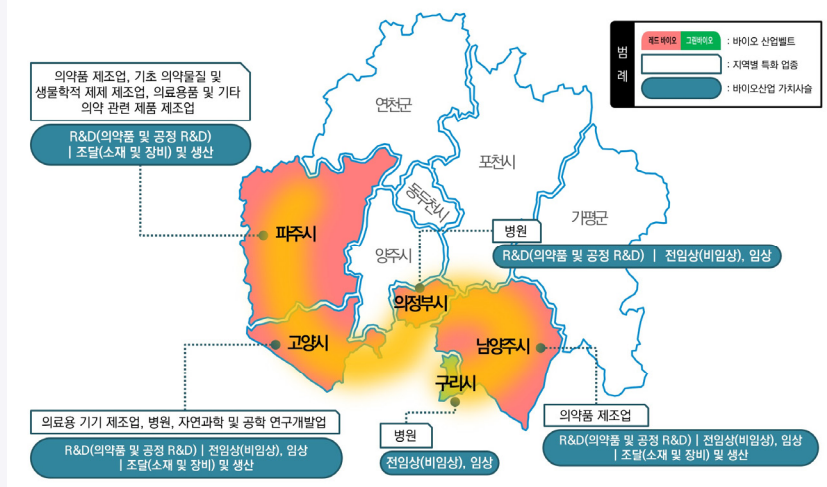 범례
레드 바이오 그린바이오 : 바이오 산업벨트
: 지역별 특화 업종
: 바이오산업 가치사슬
의약품 제조업, 기초 의약물질 및
생물학적 제제 제조업, 의료용품 및 기타
의약 관련 제품 제조업
R&D(의약품 및 공정 R&D)
| 조달(소재 및 장비) 및 생산
연천군
포천시
동두천시
가평군
양주시
파주시
병원
R&D(의약품 및 공정 R&D) | 전임상(비임상), 임상
의정부시
고양시
남양주시
구리시
의료용 기기 제조업, 병원, 자연과학 및 공학 연구개발업
R&D(의약품 및 공정 R&D) | 전임상(비임상), 임상
| 조달(소재 및 장비) 및 생산
병원
전임상(비임상), 임상
의약품 제조업
R&D(의약품 및 공정 R&D) | 전임상(비임상), 임상
| 조달(소재 및 장비) 및 생산